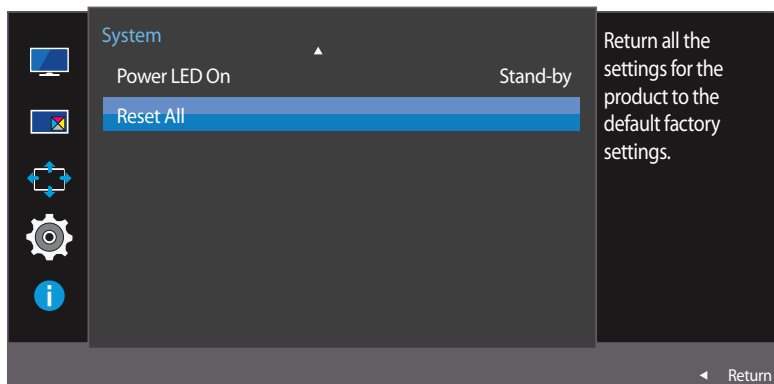 System
Power LED On Stand-by
Reset All
Return all the
settings for the
product to the
default factory
settings.
i
Return